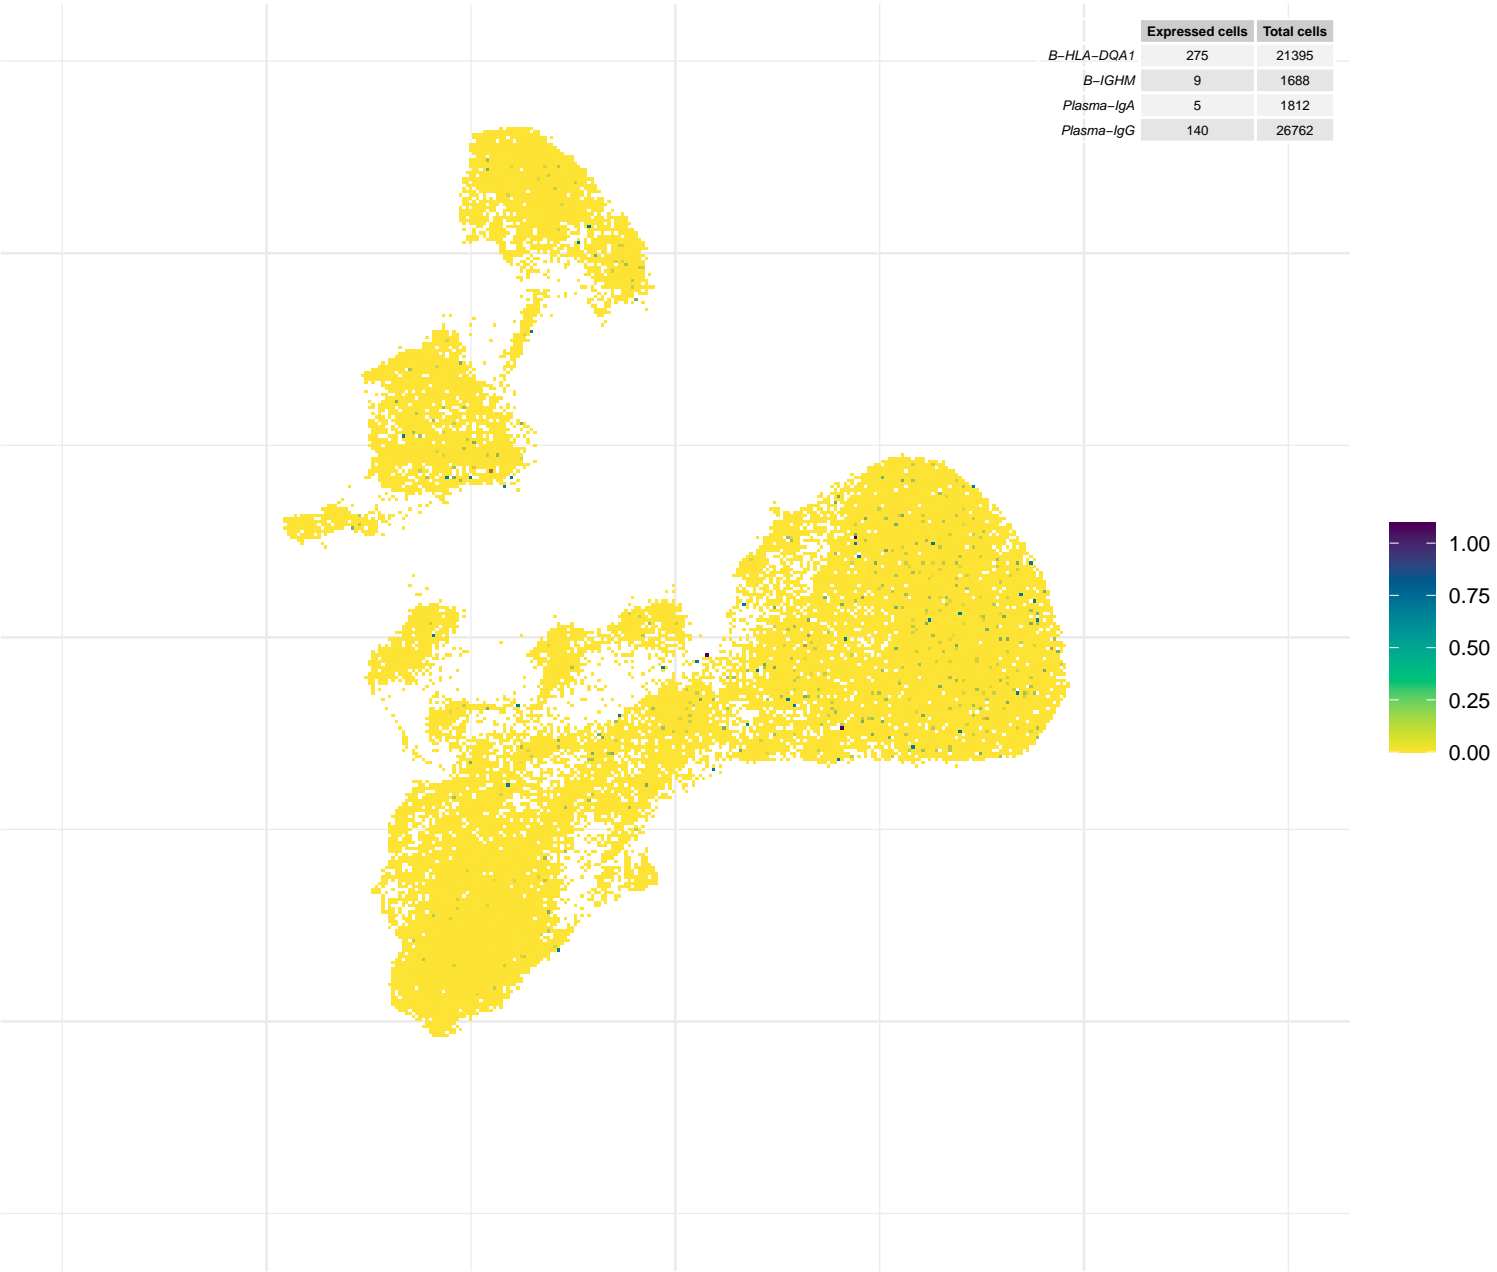 Expressed cells Total cells
B−HLA−DQA1 275 21395
B−IGHM 9 1688
Plasma−IgA 5 1812
Plasma−IgG 140 26762
1.00
0.75
0.50
0.25
0.00